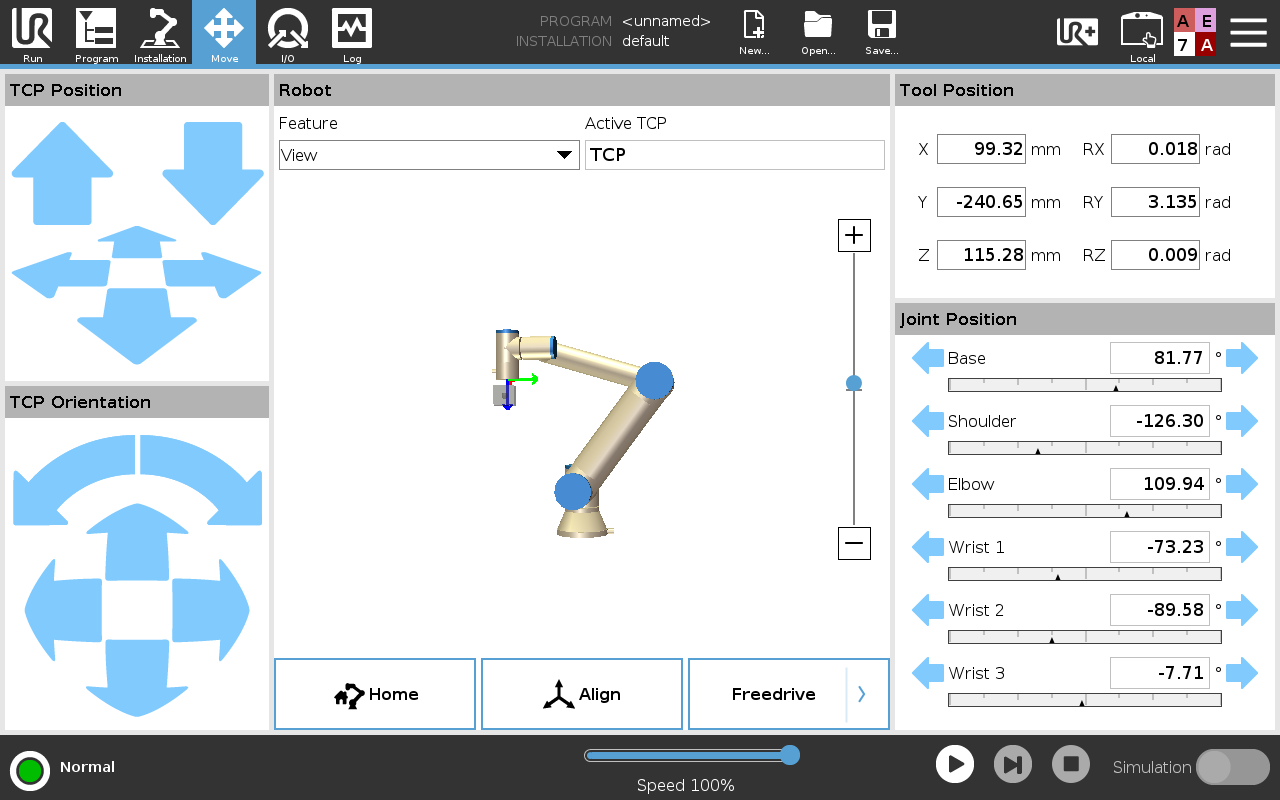 UR
Run
Program
Installation
Move
I/O
Log
PROGRAM <unnamed>
INSTALLATION default
New...
Open...
Save...
UR+
Local
A E
7 A
TCP Position
TCP Orientation
Robot
Feature
Active TCP
View
TCP
Home
Align
Freedrive
Tool Position
X 99.32 mm RX 0.018 rad
Y -240.65 mm RY 3.135 rad
Z 115.28 mm RZ 0.009 rad
Joint Position
Base 81.77 °
Shoulder -126.30 °
Elbow 109.94 °
Wrist 1 -73.23 °
Wrist 2 -89.58 °
Wrist 3 -7.71 °
Normal
Speed 100%
Simulation